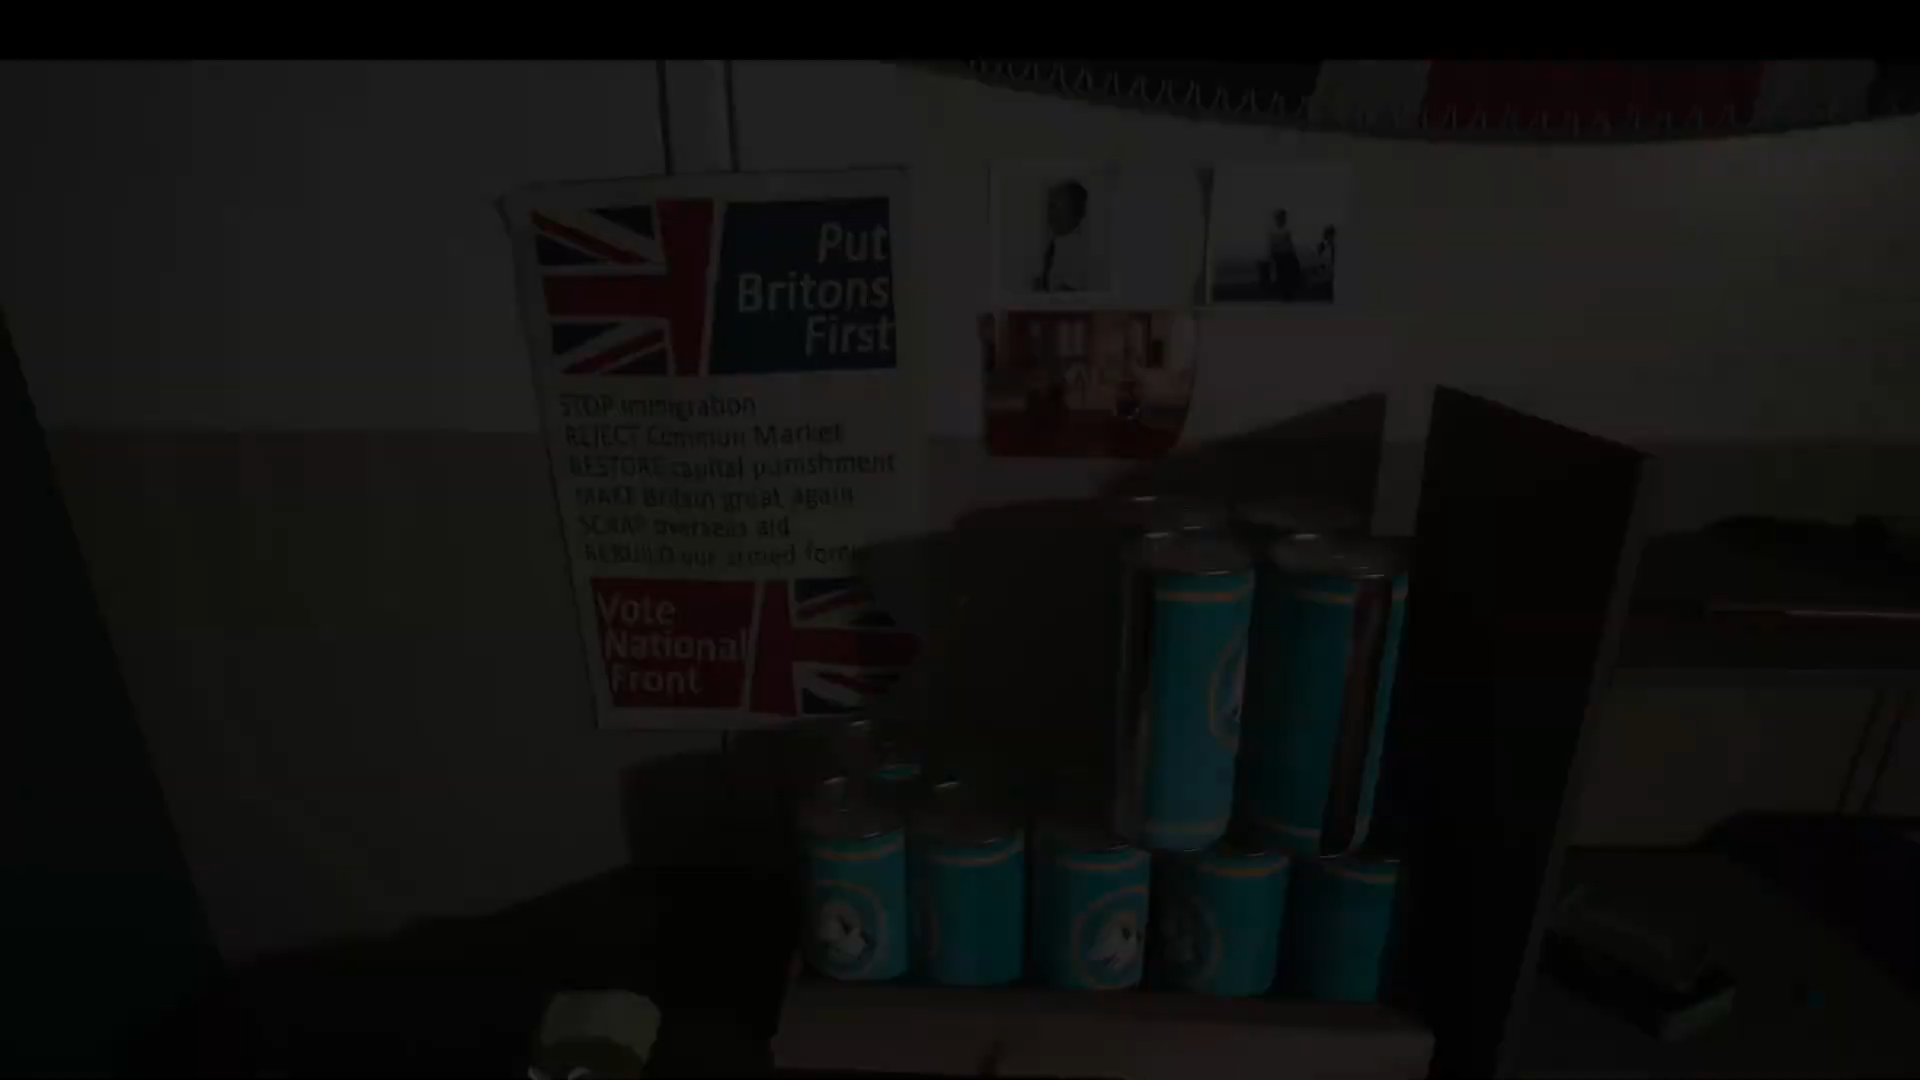 Put
Britons
First
STOP immigration
REJECT Common Market
RESTORE capital punishment
MAKE Britain great again
SCRAP overseas aid
REBUILD our armed
Vote
National
Front